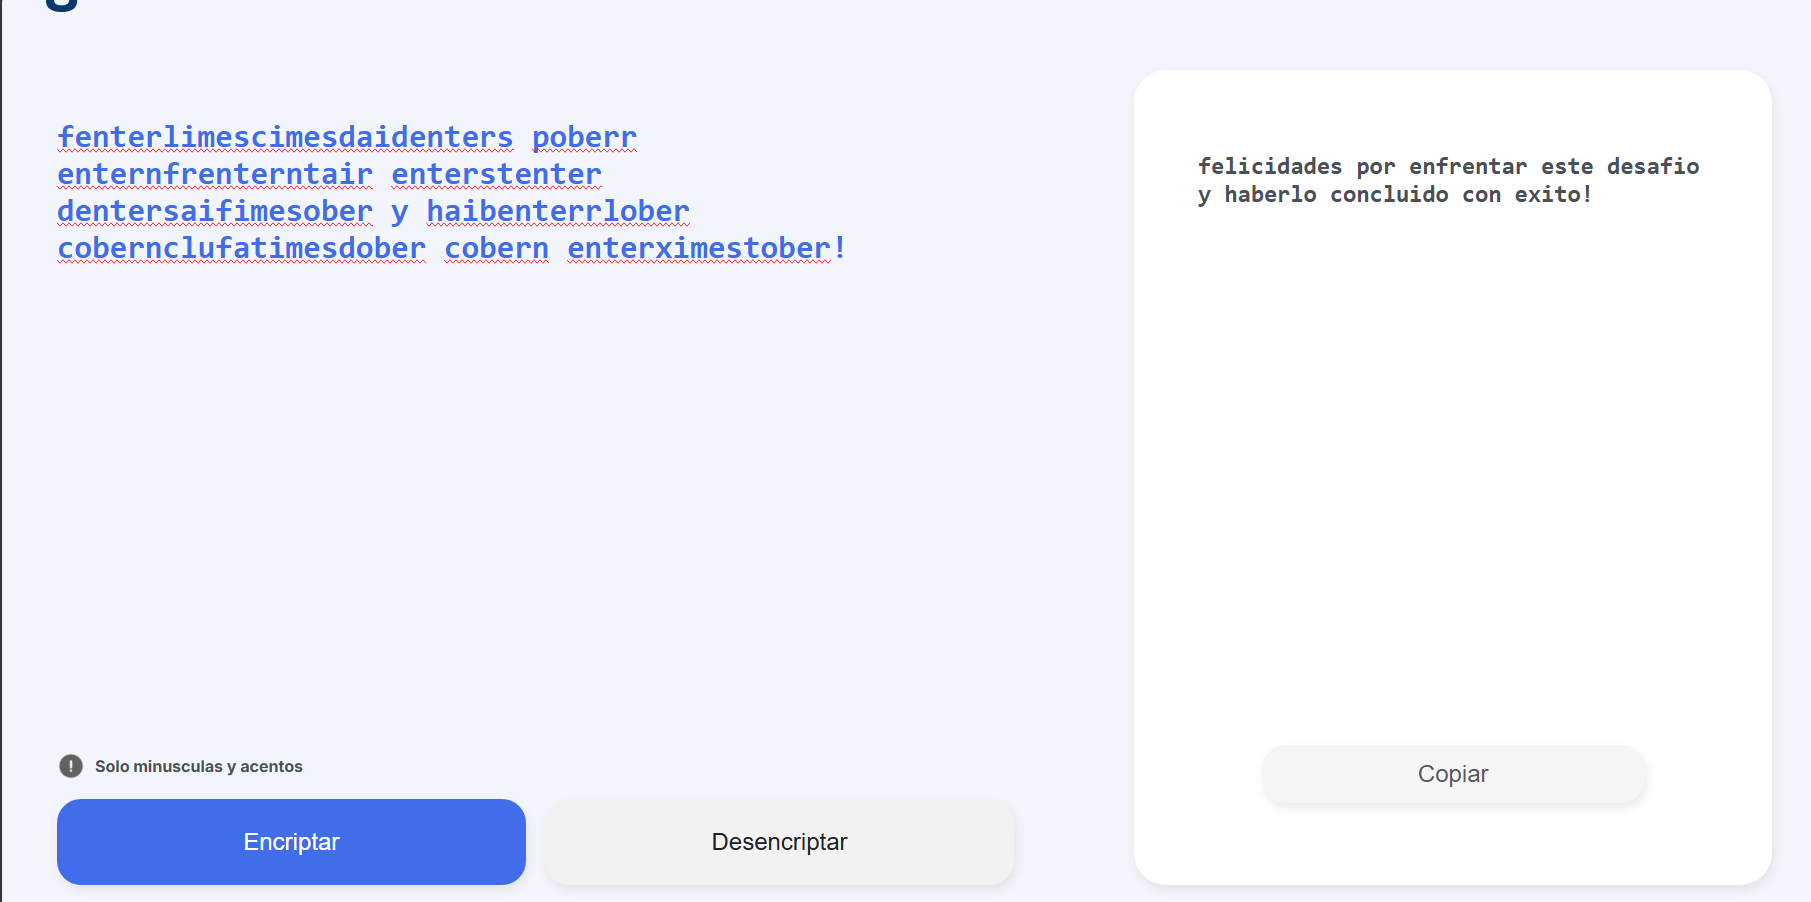 fenterlimescimesdaidenters poberr
enternfrenterntair enterstenter
dentersaifimesober y haibenterrlober
cobernclufatimesdober cobern enterximestober!
felicidades por enfrentar este desafio
y haberlo concluido con exito!
Solo minusculas y acentos
Encriptar
Desencriptar
Copiar